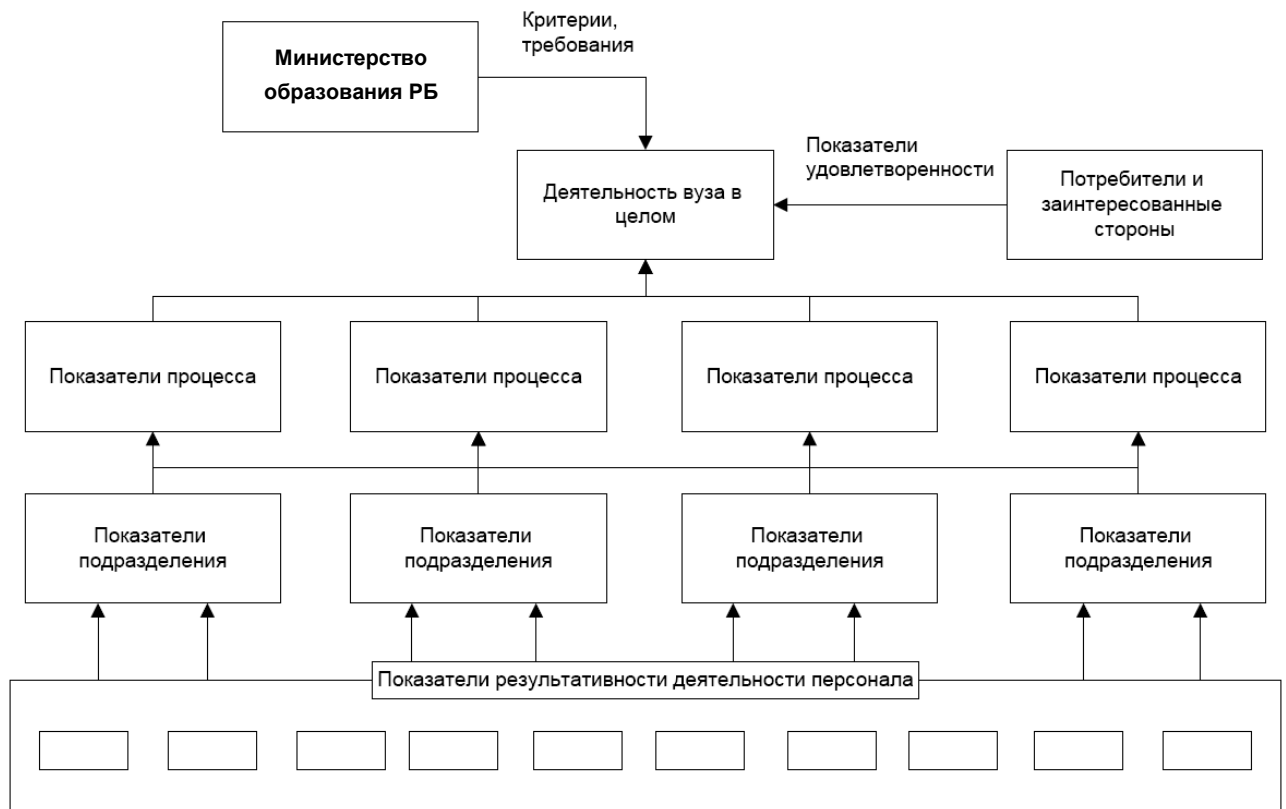 Критерии,
требования
Министерство
образования РБ
Показатели
удовлетворенности
Деятельность вуза в
целом
Потребители и
заинтересованные
стороны
Показатели процесса
Показатели процесса
Показатели процесса
Показатели процесса
Показатели
подразделения
Показатели
подразделения
Показатели
подразделения
Показатели
подразделения
Показатели результативности деятельности персонала